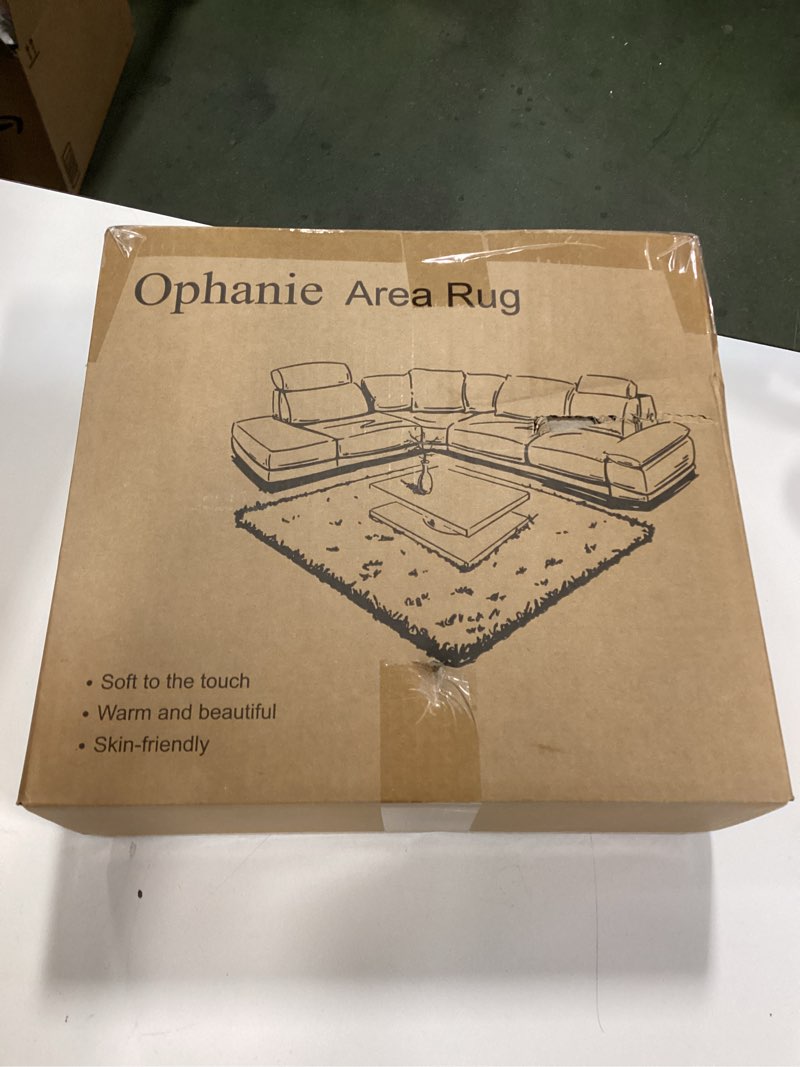 Ophanie Area Rug
• Soft to the touch
• Warm and beautiful
• Skin-friendly